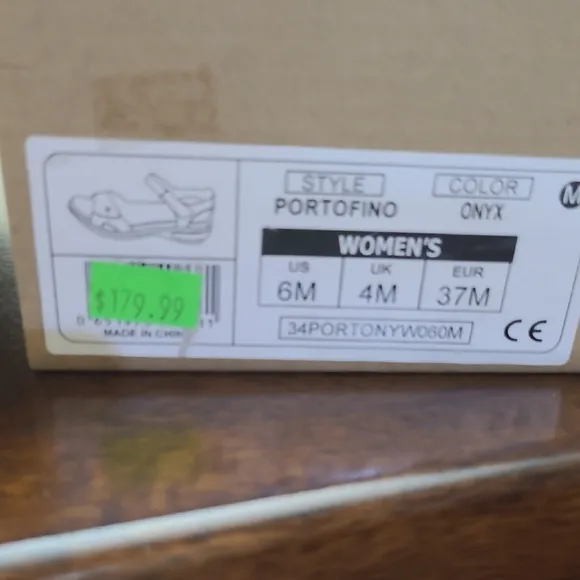 STYLE COLOR
PORTOFINO ONYX
M
WOMEN'S
US UK EUR
6M 4M 37M
34PORTONYW060M CE
$179.99
MADE IN CHINA